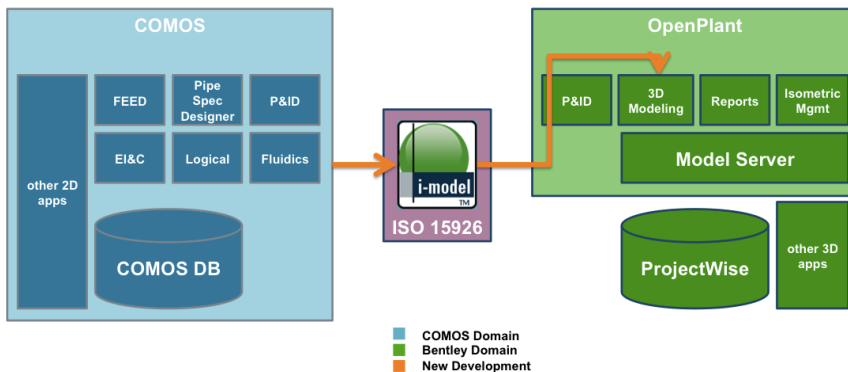 COMOS
other 2D
apps
FEED
Pipe
Spec
Designer
P&ID
EI&C
Logical
Fluidics
COMOS DB
i-model
TM
ISO 15926
OpenPlant
P&ID
3D
Modeling
Reports
Isometric
Mgmt
Model Server
ProjectWise
other 3D
apps
COMOS Domain
Bentley Domain
New Development